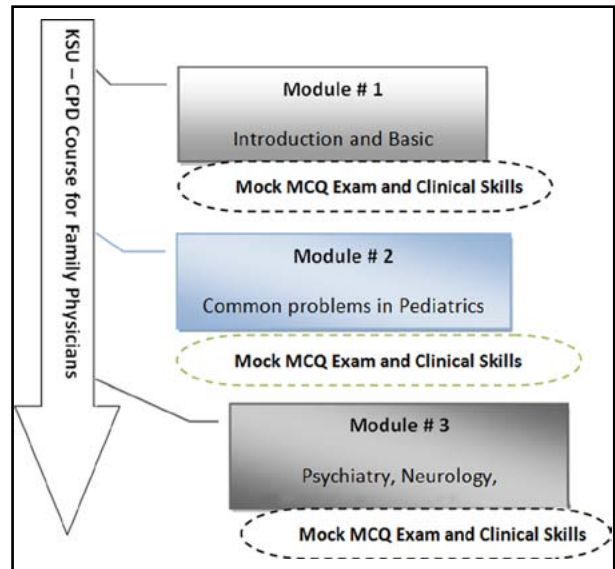 KSU – CPD Course for Family Physicians
Module # 1
Introduction and Basic
Mock MCQ Exam and Clinical Skills
Module # 2
Common problems in Pediatrics
Mock MCQ Exam and Clinical Skills
Module # 3
Psychiatry, Neurology,
Mock MCQ Exam and Clinical Skills